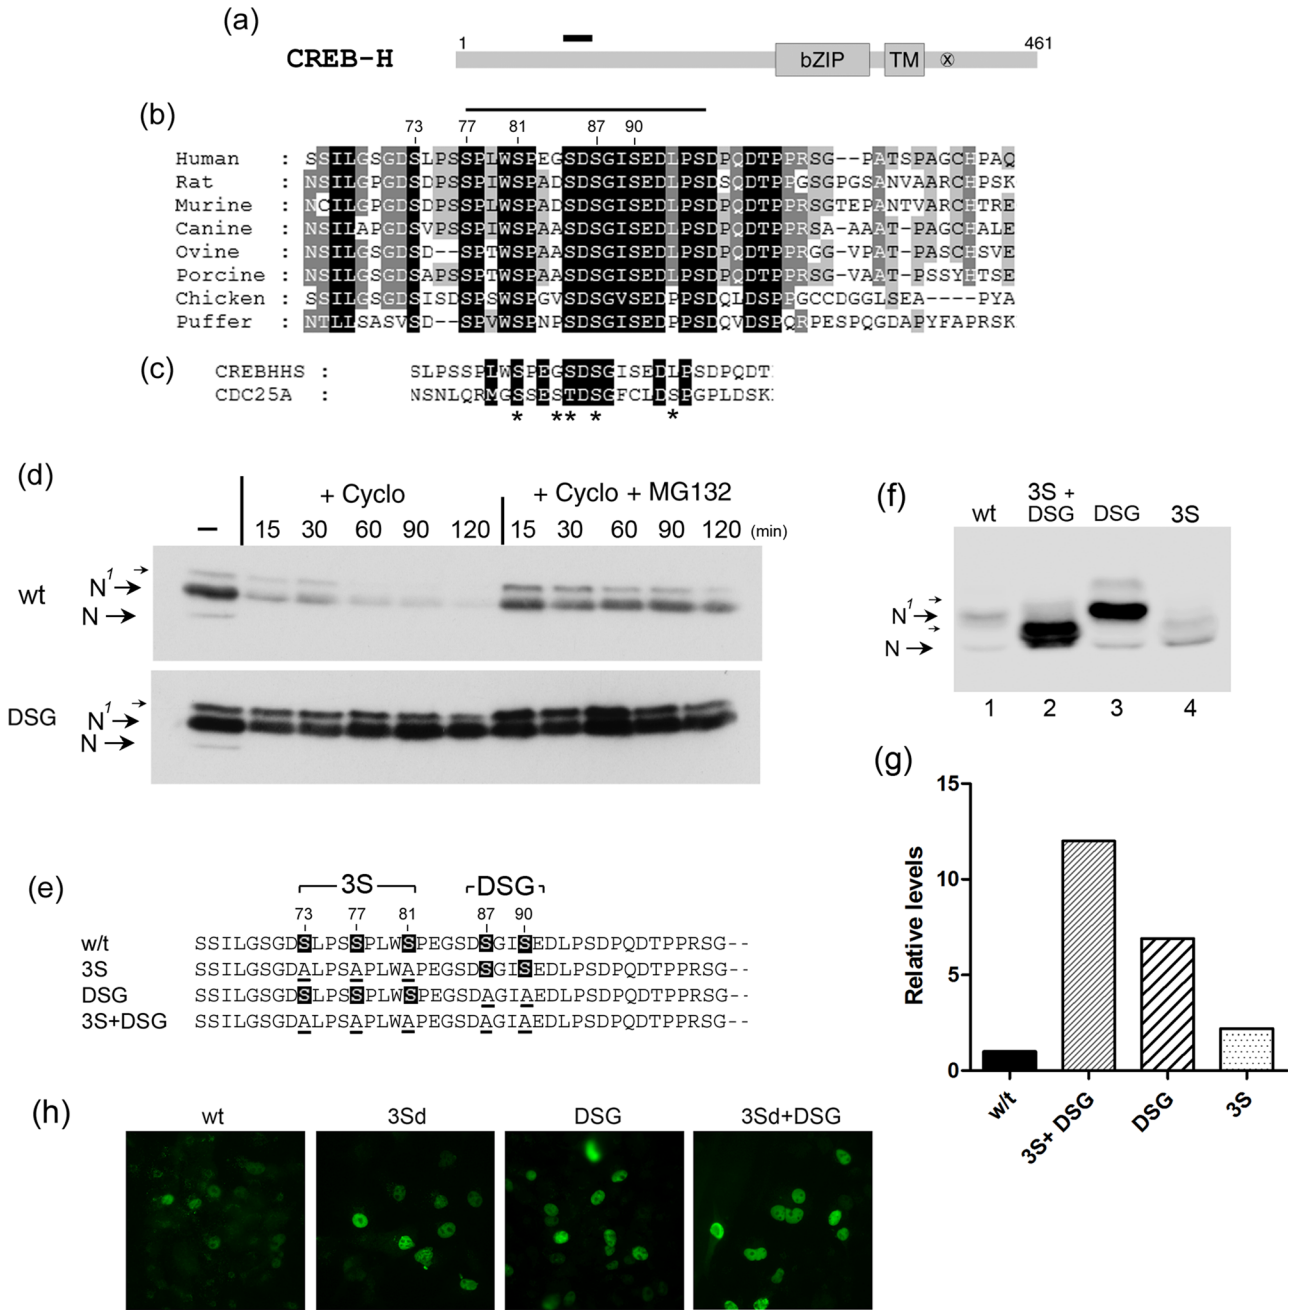 (a)
CREB-H
1
bZIP
TM
x
461
(b)
73 77 81 87 90
Human : SSILGSGDSLPSSPLWSPEGSDSGISEDLPSDPQDTPPRSG--PATSPAGCHPAQ
Rat : NSILGPGDSDPSSPIWSPADSDSGISEDLPSDSQDTPPGSGPGSANVAARCHPSK
Murine : NCILGSGDSDPSSPIWSPADSDSGISEDLPSDPQDTPPRSGTEPANTVARCHTRE
Canine : NSILAPGDSVPSSPIWSPAASDSGISEDLPSDPQDTPPRSA-AAAT-PAGCHALE
Ovine : NSILGSGDSD--SPTWSPAASDSGISEDLPSDPQDTPPRGG-VPAT-PASCHSVE
Porcine : NSILGSGDSAPSSPTWSPAASDSGISEDLPSDPQDTPPRSG-VAAT-PSSYHTSE
Chicken : SSILGSGDSISDSPSWSPGVSDSGVSEDPPSDQLDSPPGCCDGGLSEA----PYA
Puffer : NTLLSASVSD--SPVWSPNPSDSGISEDPPSDQVDSPQRPESPQGDAPYFAPRSK
(c)
CREBHHS : SLPSSPLWSPEGSDSGISEDLPSDPQDT
CDC25A : NSNLQRMGSSESTDSGFCLDSPGPLDSK
* ** * *
(d)
+ Cyclo
+ Cyclo + MG132
– 15 30 60 90 120 15 30 60 90 120 (min)
wt
N1
N
DSG
N1
N
(e)
3S DSG
73 77 81 87 90
w/t SSILGSGDSLPSSPLWSPEGSDSGISEDLPSDPQDTPPRSG--
3S SSILGSGDALPSAPLWAPEGSDSGISEDLPSDPQDTPPRSG--
DSG SSILGSGDSLPSSPLWSPEGSDAGIAEDLPSDPQDTPPRSG--
3S+DSG SSILGSGDALPSAPLWAPEGSDAGIAEDLPSDPQDTPPRSG--
(f)
wt 3S + DSG DSG 3S
N1
N
1 2 3 4
(g)
Relative levels
15
10
5
0
w/t 3S+ DSG DSG 3S
(h)
wt 3Sd DSG 3Sd+DSG